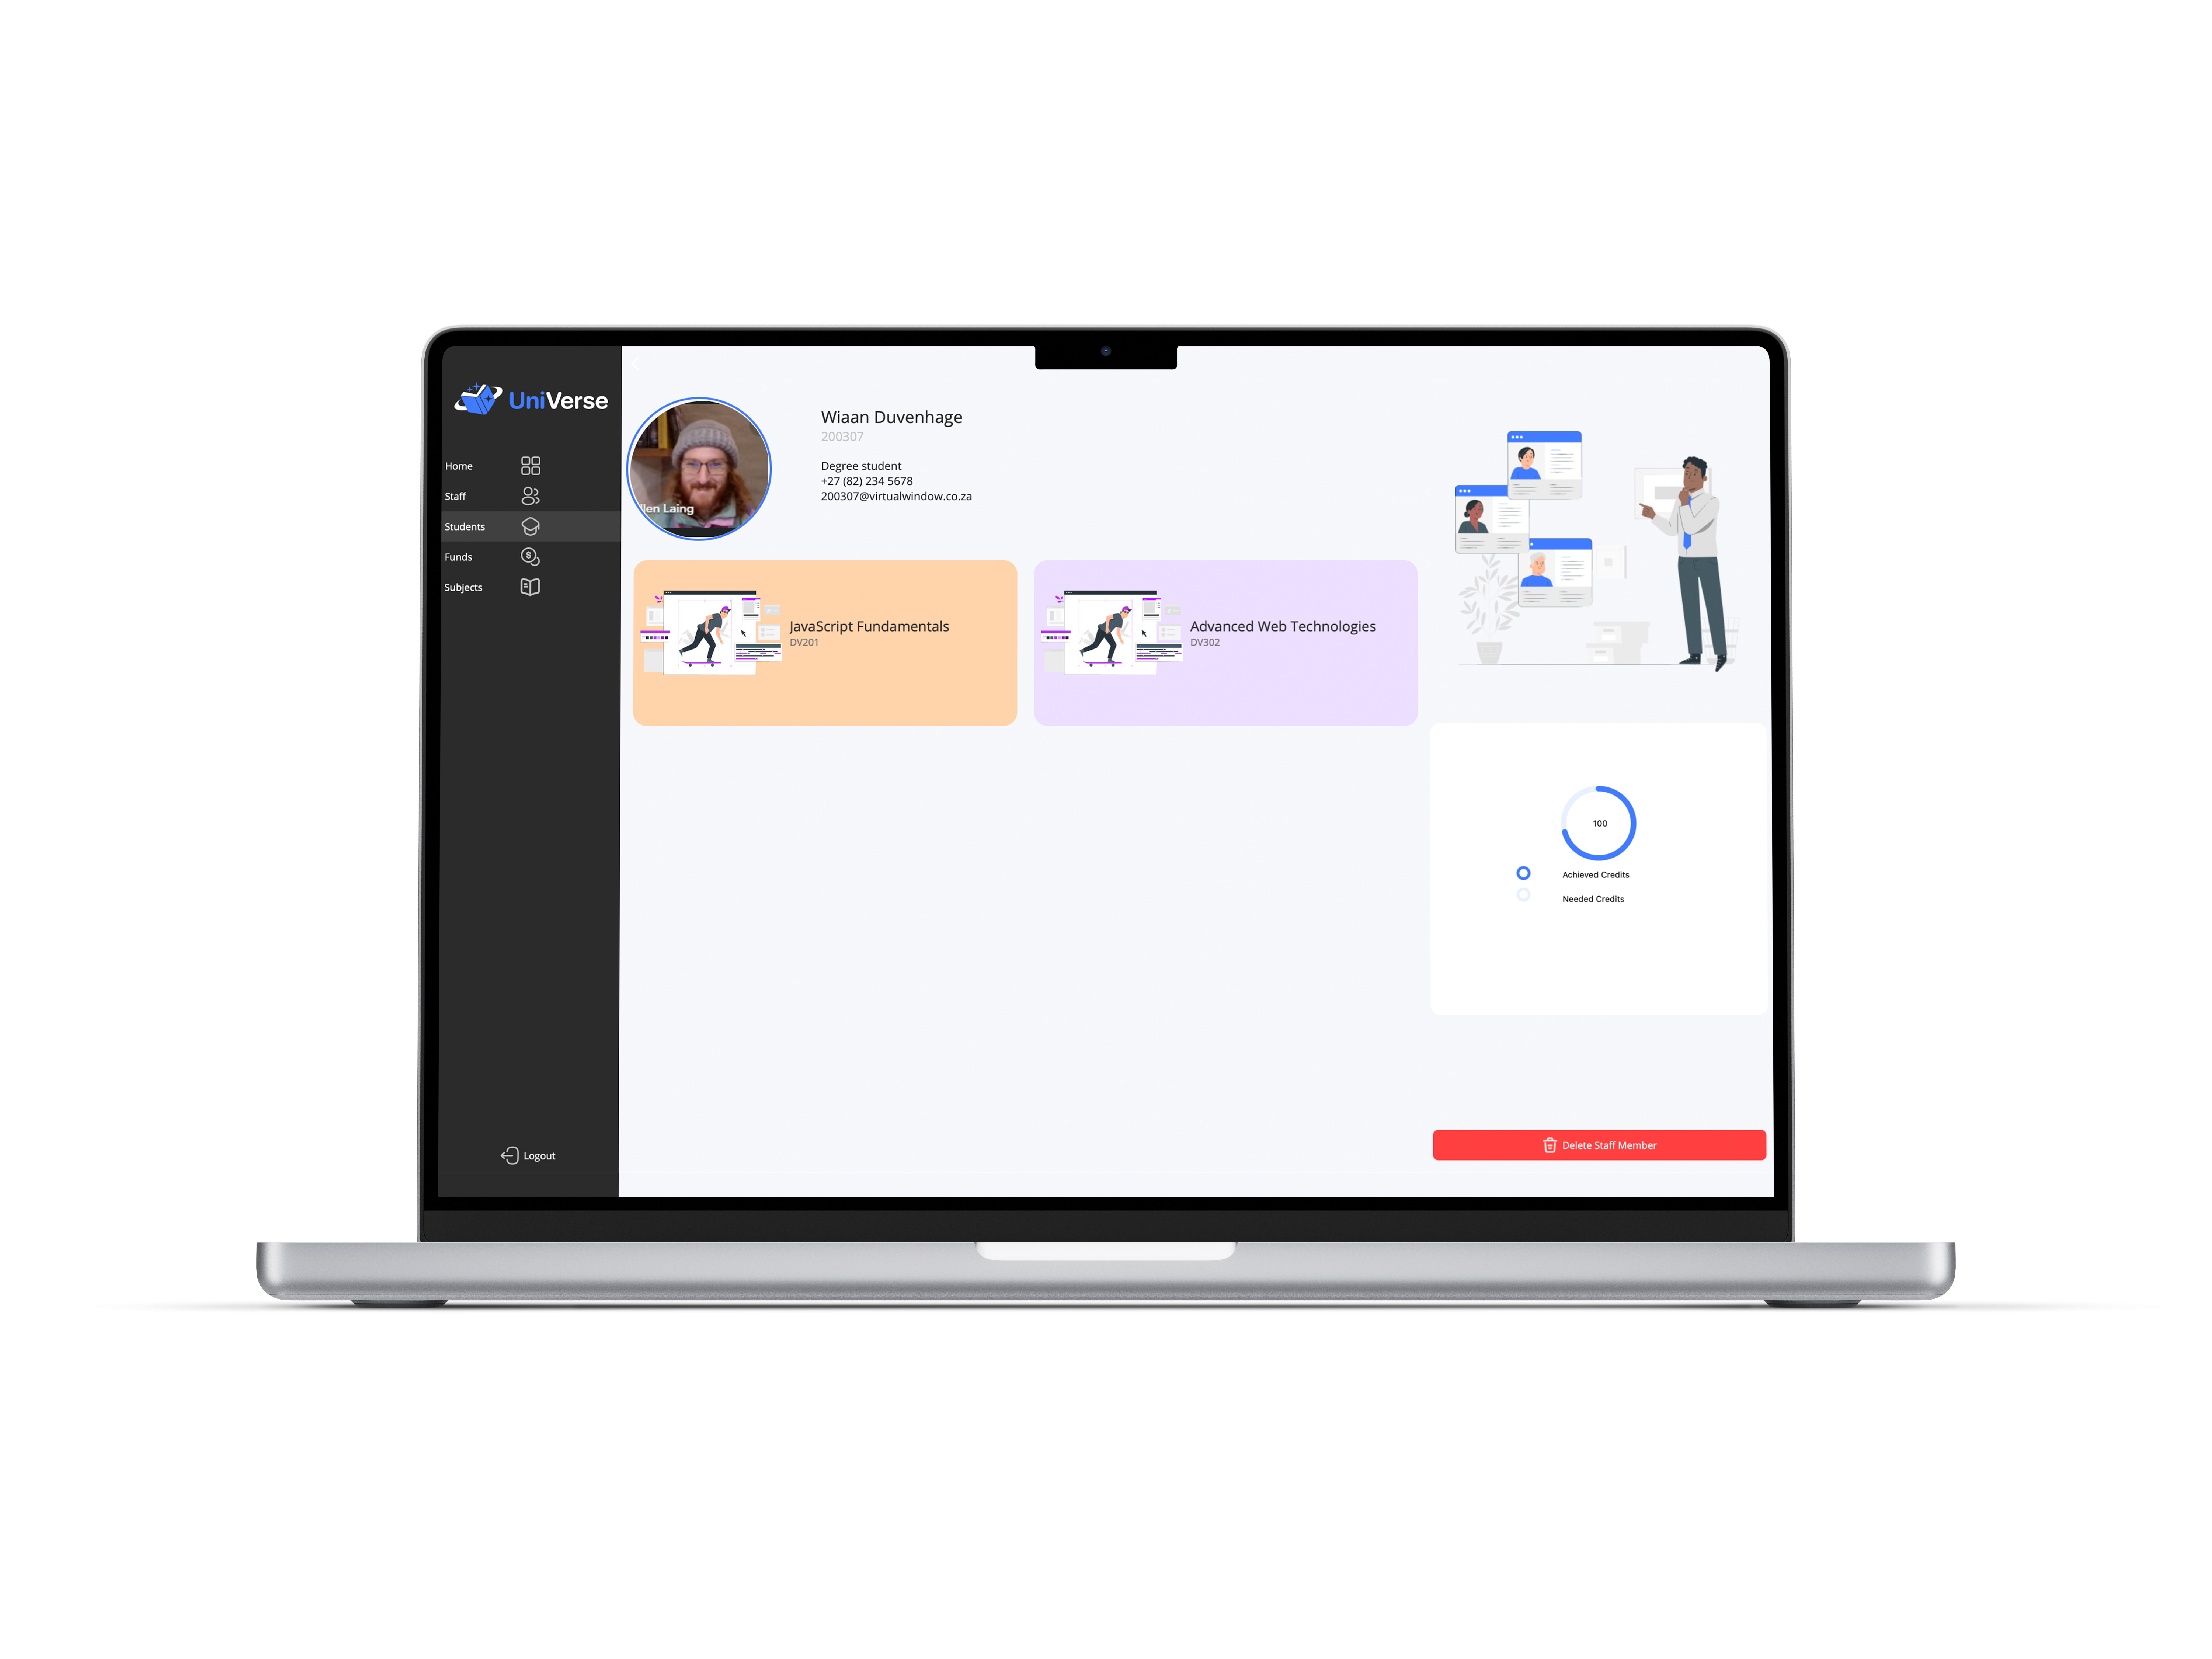 UniVerse
Home
Staff
Students
Funds
Subjects
Logout
Wiaan Duvenhage
200307
Degree student
+27 (82) 234 5678
200307@virtualwindow.co.za
llen Laing
JavaScript Fundamentals
DV201
Advanced Web Technologies
DV302
100
Achieved Credits
Needed Credits
Delete Staff Member